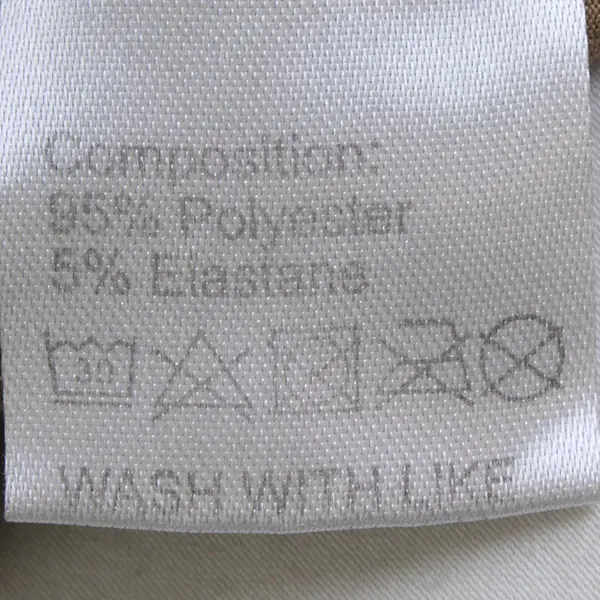 Composition:
95% Polyester
5% Elastane
30
WASH WITH LIKE